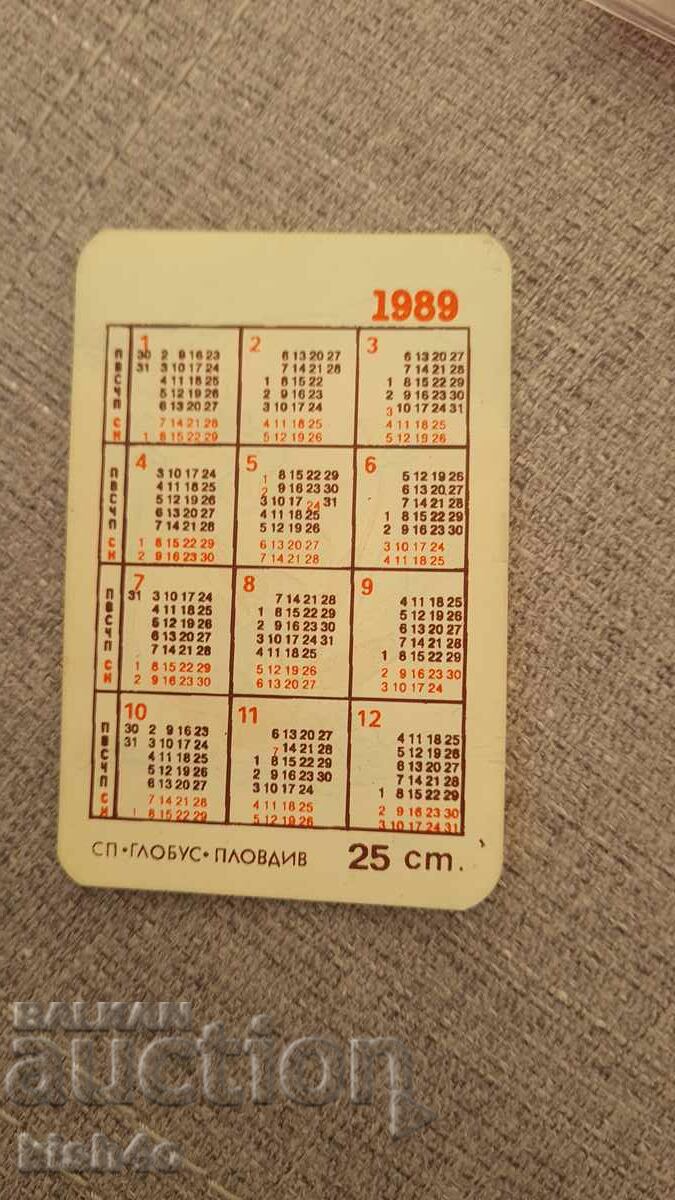 1989
1 2 3
П 30 2 9 16 23 6 13 20 27 6 13 20 27
В 31 3 10 17 24 7 14 21 28 7 14 21 28
С 4 11 18 25 1 8 15 22 1 8 15 22 29
Ч 5 12 19 26 2 9 16 23 2 9 16 23 30
П 6 13 20 27 3 10 17 24 3 10 17 24 31
С 7 14 21 28 4 11 18 25 4 11 18 25
Н 1 8 15 22 29 5 12 19 26 5 12 19 26
4 5 6
П 3 10 17 24 1 8 15 22 29 5 12 19 26
В 4 11 18 25 2 9 16 23 30 6 13 20 27
С 5 12 19 26 3 10 17 24 31 7 14 21 28
Ч 6 13 20 27 4 11 18 25 1 8 15 22 29
П 7 14 21 28 5 12 19 26 2 9 16 23 30
С 1 8 15 22 29 6 13 20 27 3 10 17 24
Н 2 9 16 23 30 7 14 21 28 4 11 18 25
7 8 9
П 31 3 10 17 24 7 14 21 28 4 11 18 25
В 4 11 18 25 1 8 15 22 29 5 12 19 26
С 5 12 19 26 2 9 16 23 30 6 13 20 27
Ч 6 13 20 27 3 10 17 24 31 7 14 21 28
П 7 14 21 28 4 11 18 25 1 8 15 22 29
С 1 8 15 22 29 5 12 19 26 2 9 16 23 30
Н 2 9 16 23 30 6 13 20 27 3 10 17 24
10 11 12
П 30 2 9 16 23 6 13 20 27 4 11 18 25
В 31 3 10 17 24 7 14 21 28 5 12 19 26
С 4 11 18 25 1 8 15 22 29 6 13 20 27
Ч 5 12 19 26 2 9 16 23 30 7 14 21 28
П 6 13 20 27 3 10 17 24 1 8 15 22 29
С 7 14 21 28 4 11 18 25 2 9 16 23 30
Н 1 8 15 22 29 5 12 19 26 3 10 17 24 31
СП•ГЛОБУС•ПЛОВДИВ 25 ст.
BALKAN
auction
kish4o